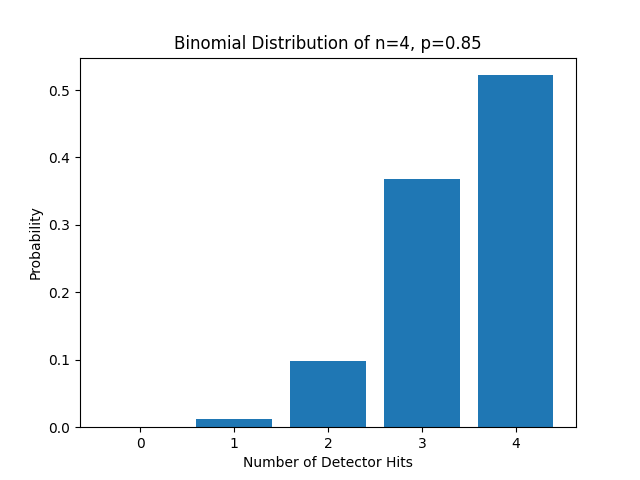 Binomial Distribution of n=4, p=0.85
Probability
0.5
0.4
0.3
0.2
0.1
0.0
0 1 2 3 4
Number of Detector Hits